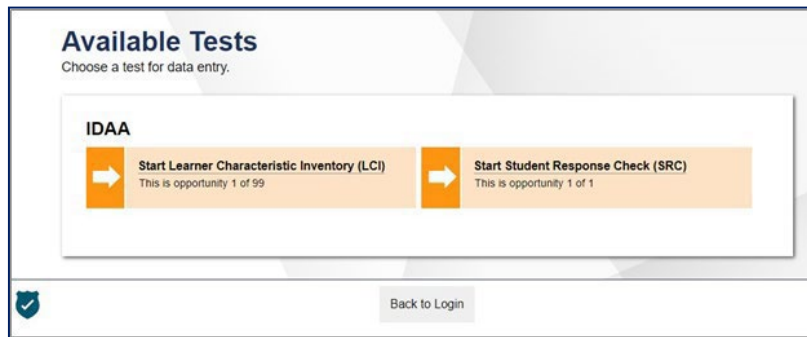 Available Tests
Choose a test for data entry.
IDAA
Start Learner Characteristic Inventory (LCI)
This is opportunity 1 of 99
Start Student Response Check (SRC)
This is opportunity 1 of 1
Back to Login